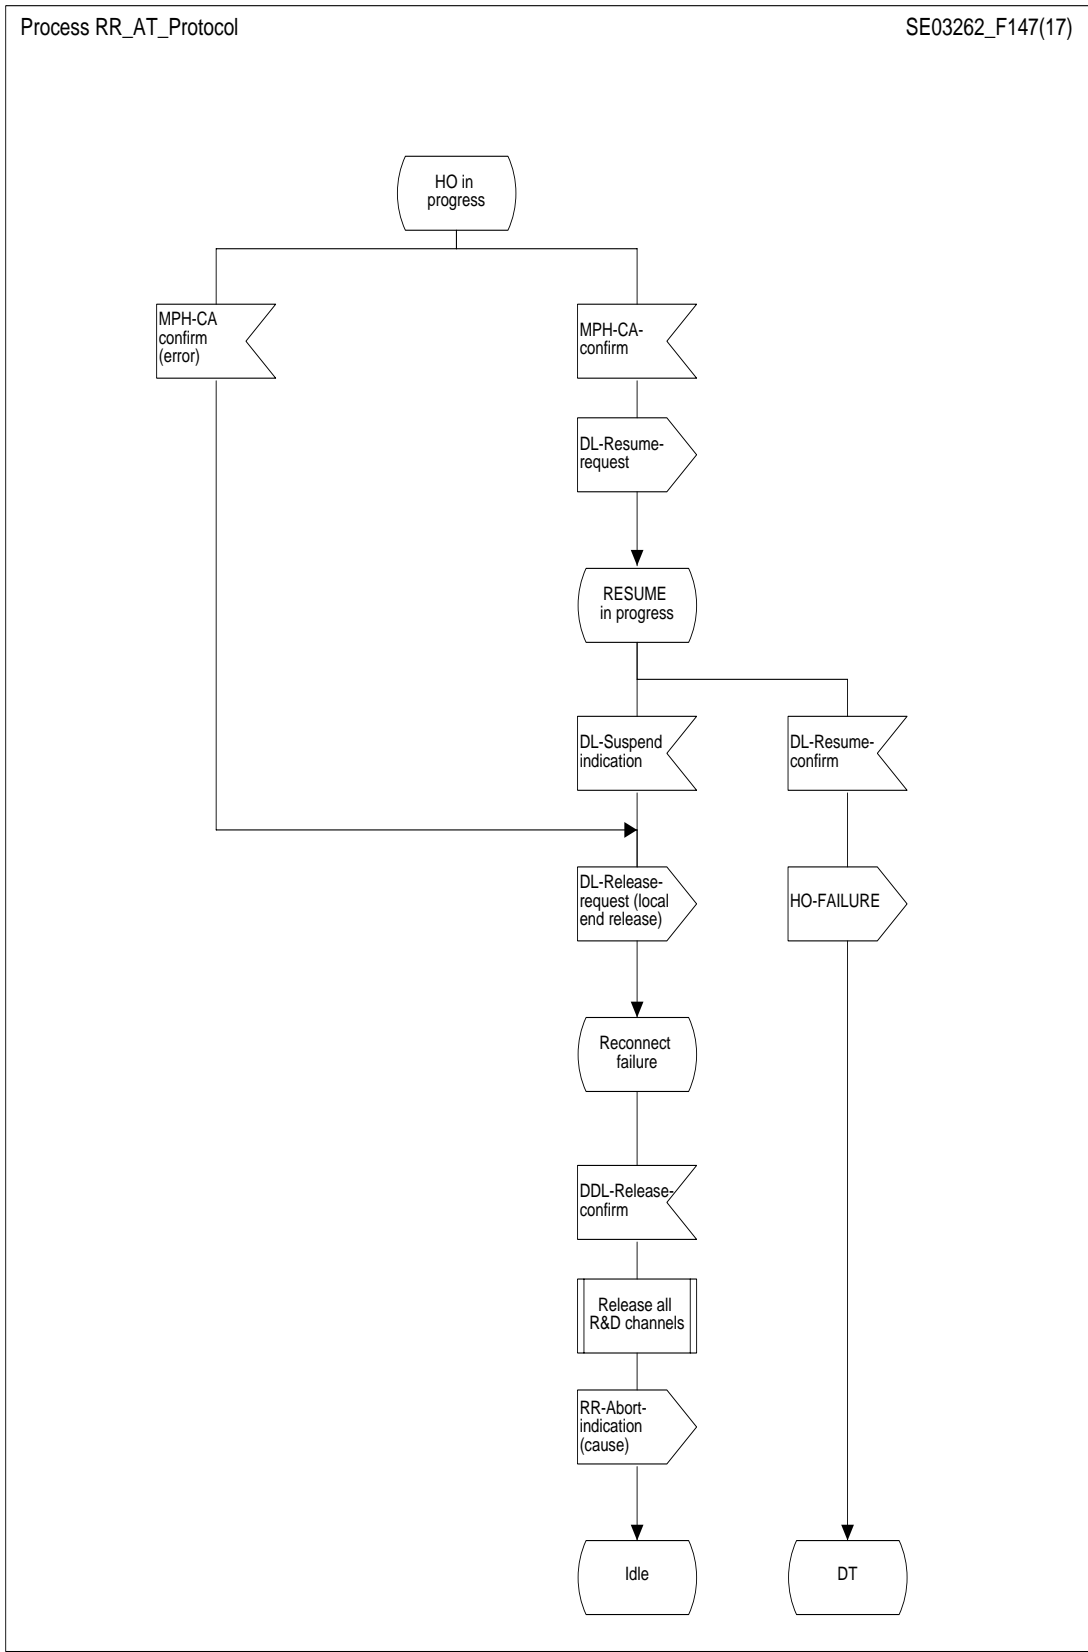 Process RR_AT_Protocol
SE03262_F147(17)
HO in
progress
MPH-CA
confirm
(error)
MPH-CA-
confirm
DL-Resume-
request
RESUME
in progress
DL-Suspend
indication
DL-Resume-
confirm
DL-Release-
request (local
end release)
HO-FAILURE
Reconnect
failure
DDL-Release-
confirm
Release all
R&D channels
RR-Abort-
indication
(cause)
Idle
DT